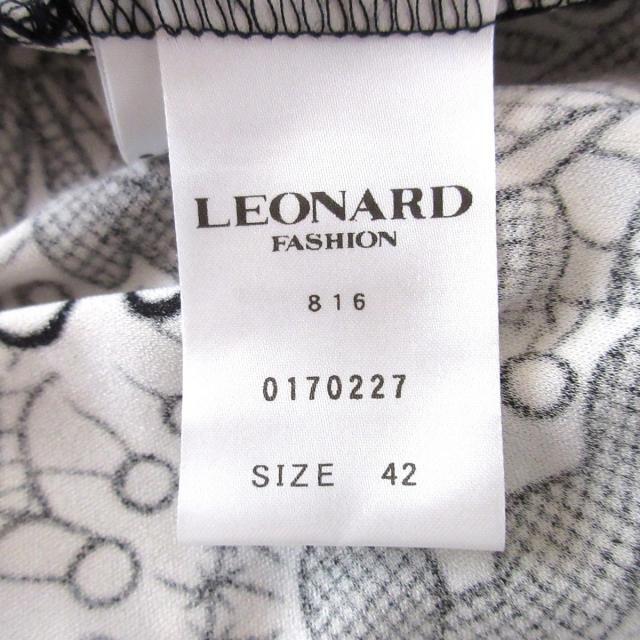 LEONARD
FASHION
816
0170227
SIZE 42